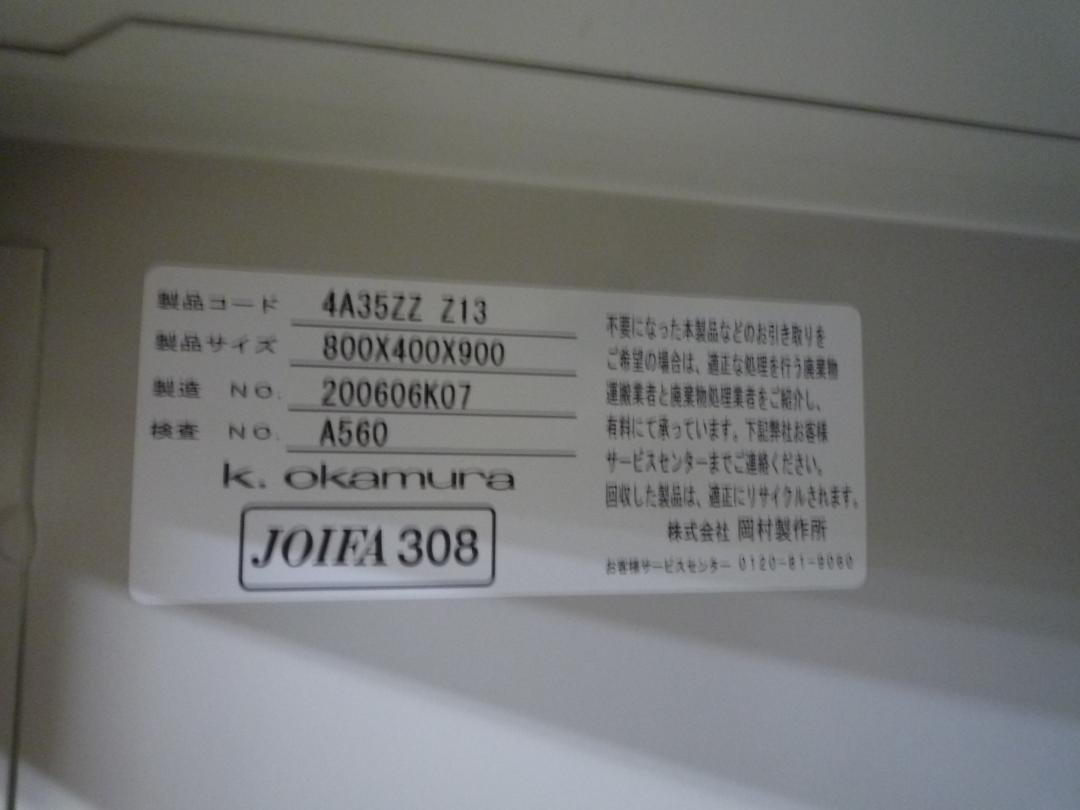 製品コード 4A35ZZ Z13
製品サイズ 800X400X900
製造 NO. 200606K07
検査 NO. A560
k. okamura
JOIFA 308
不要になった本製品などのお引き取りを
ご希望の場合は、適正な処理を行う廃棄物
運搬業者と廃棄物処理業者をご紹介し、
有料にて承っています。下記弊社お客様
サービスセンターまでご連絡ください。
回収した製品は、適正にリサイクルされます。
株式会社 岡村製作所
お客様サービスセンター 0120-81-9060